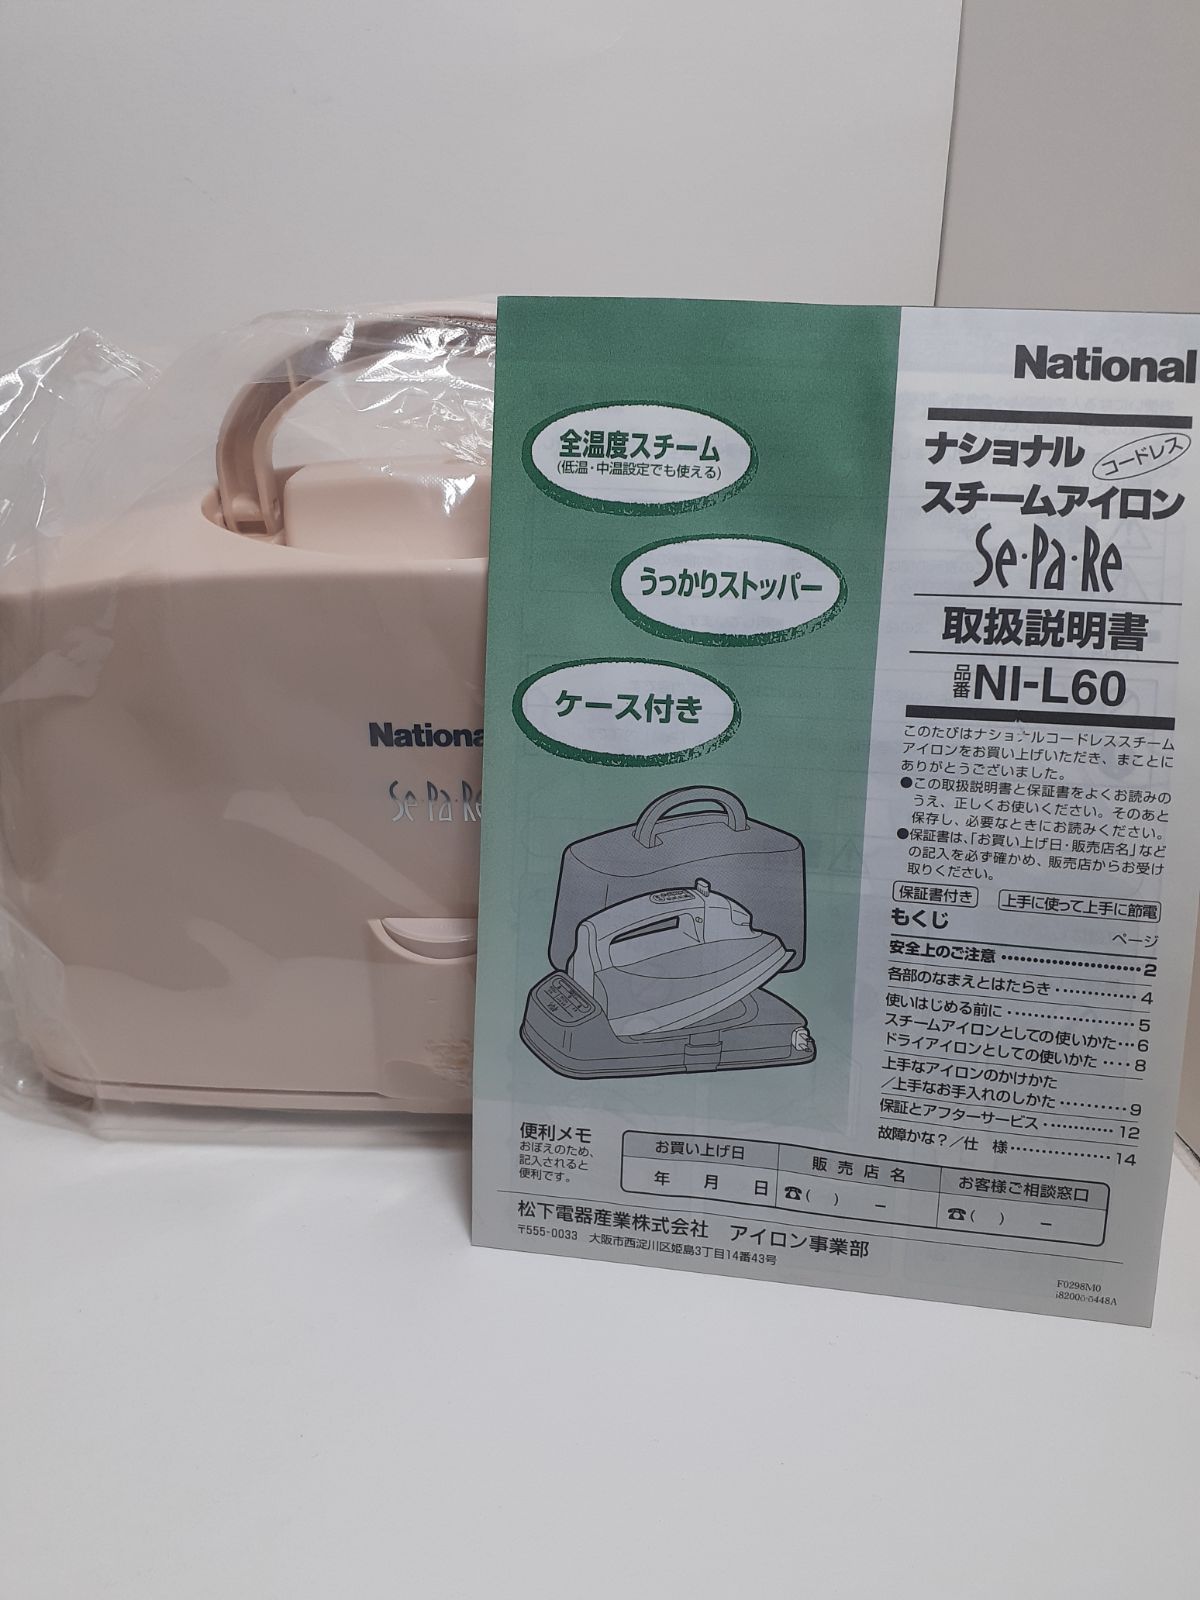 National
Se·Pa·Re
全温度スチーム
(低温・中温設定でも使える)
うっかりストッパー
ケース付き
National
ナショナル
コードレス
スチームアイロン
Se·Pa·Re
取扱説明書
品番 NI-L60
このたびはナショナルコードレススチーム
アイロンをお買い上げいただき、まことに
ありがとうございました。
●この取扱説明書と保証書をよくお読みの
うえ、正しくお使いください。そのあと
保存し、必要なときにお読みください。
●保証書は、「お買い上げ日・販売店名」など
の記入を必ず確かめ、販売店からお受け
取りください。
保証書付き 上手に使って上手に節電
もくじ ページ
安全上のご注意 2
各部のなまえとはたらき 4
使いはじめる前に 5
スチームアイロンとしての使いかた 6
ドライアイロンとしての使いかた 8
上手なアイロンのかけかた
/上手なお手入れのしかた 9
保証とアフターサービス 12
故障かな?/仕 様 14
便利メモ
おぼえのため、
記入されると
便利です。
お買い上げ日 販売店名 お客様ご相談窓口
年 月 日 ☎( ) − ☎( ) −
松下電器産業株式会社 アイロン事業部
〒555-0033 大阪市西淀川区姫島3丁目14番43号
F0298M0